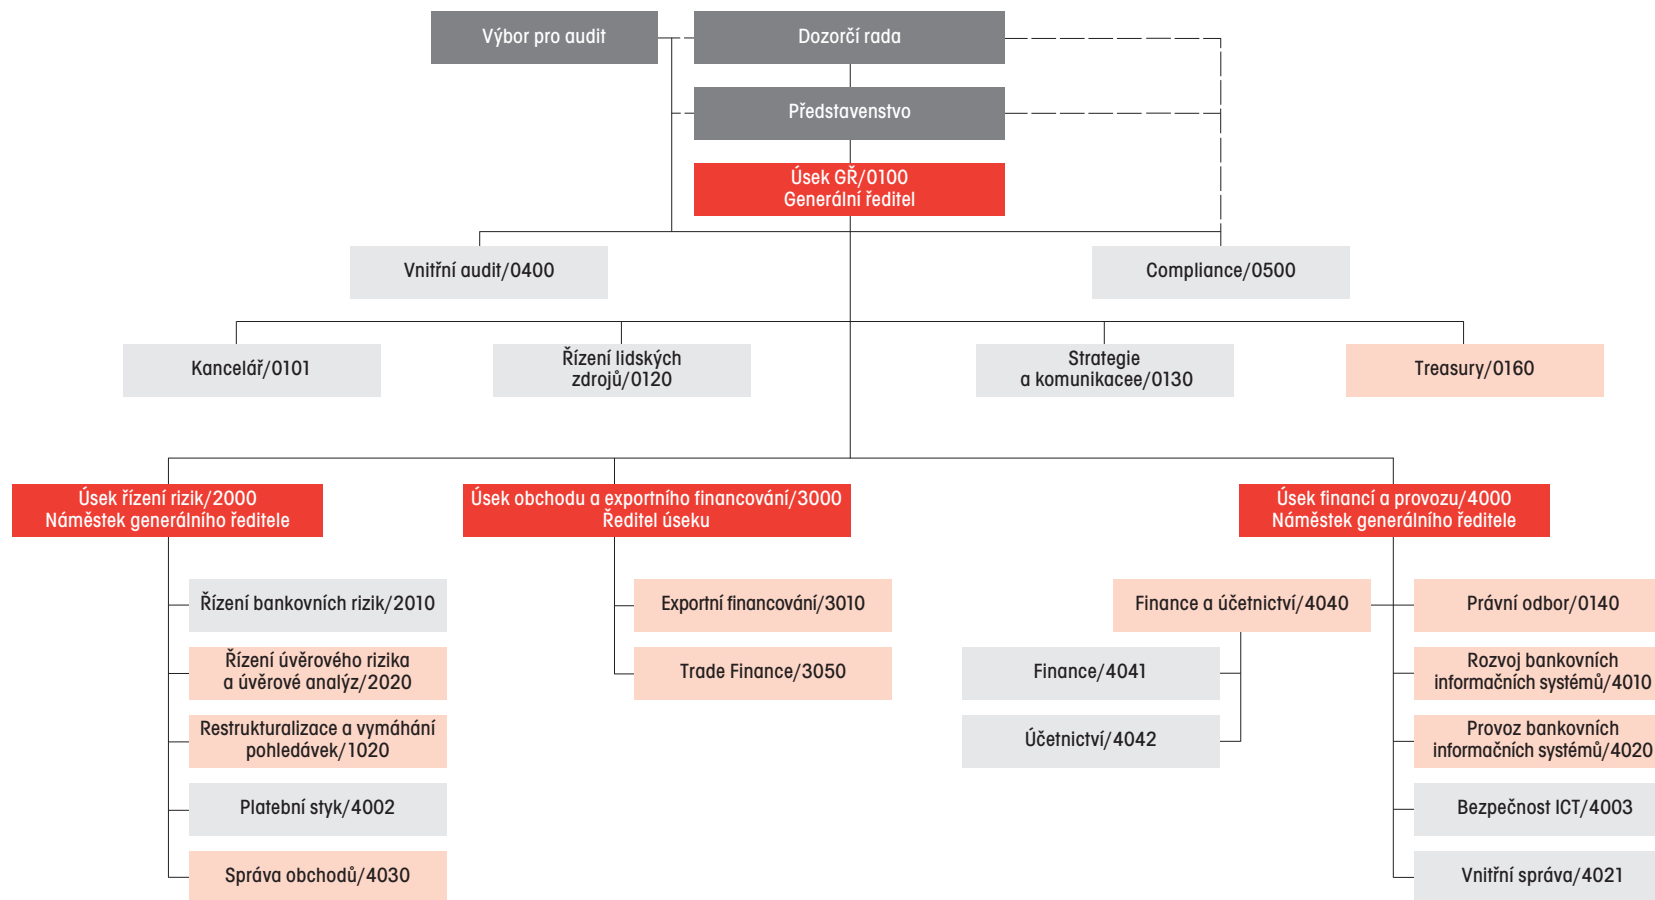 Výbor pro audit
Dozorčí rada
Představenstvo
Úsek GŘ/0100
Generální ředitel
Vnitřní audit/0400
Compliance/0500
Kancelář/0101
Řízení lidských
zdrojů/0120
Strategie
a komunikacee/0130
Treasury/0160
Úsek řízení rizik/2000
Náměstek generálního ředitele
Úsek obchodu a exportního financování/3000
Ředitel úseku
Úsek financí a provozu/4000
Náměstek generálního ředitele
Řízení bankovních rizik/2010
Řízení úvěrového rizika
a úvěrové analýz/2020
Restrukturalizace a vymáhání
pohledávek/1020
Platební styk/4002
Správa obchodů/4030
Exportní financování/3010
Trade Finance/3050
Finance a účetnictví/4040
Finance/4041
Účetnictví/4042
Právní odbor/0140
Rozvoj bankovních
informačních systémů/4010
Provoz bankovních
informačních systémů/4020
Bezpečnost ICT/4003
Vnitřní správa/4021